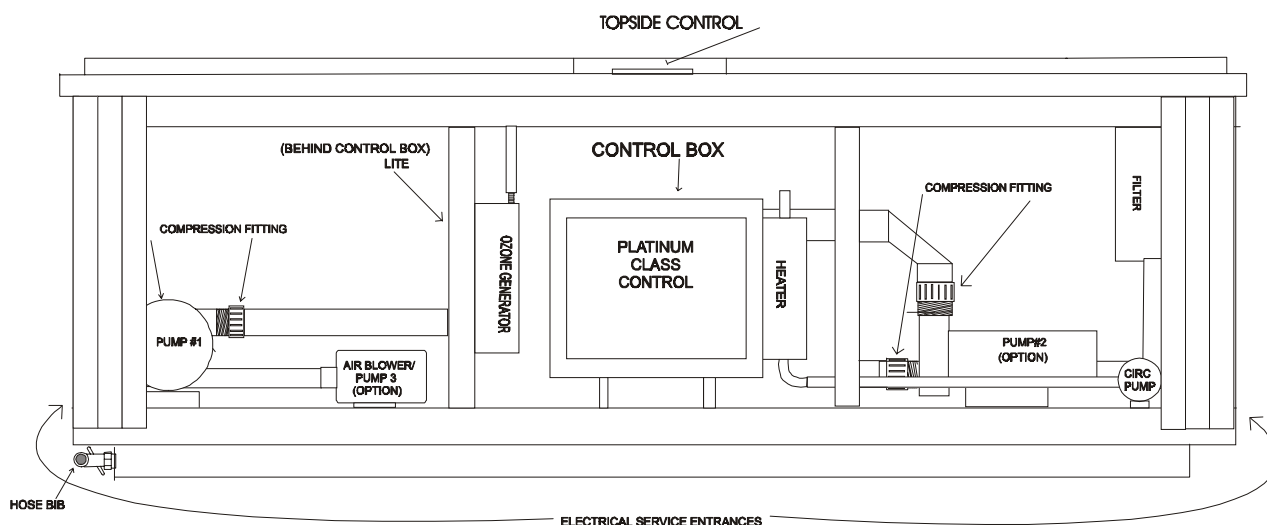 TOPSIDE CONTROL
(BEHIND CONTROL BOX)
LITE
CONTROL BOX
COMPRESSION FITTING
FILTER
COMPRESSION FITTING
OZONE GENERATOR
PLATINUM
CLASS
CONTROL
HEATER
PUMP #1
AIR BLOWER/
PUMP 3
(OPTION)
PUMP#2
(OPTION)
CIRC
PUMP
HOSE BIB
ELECTRICAL SERVICE ENTRANCES